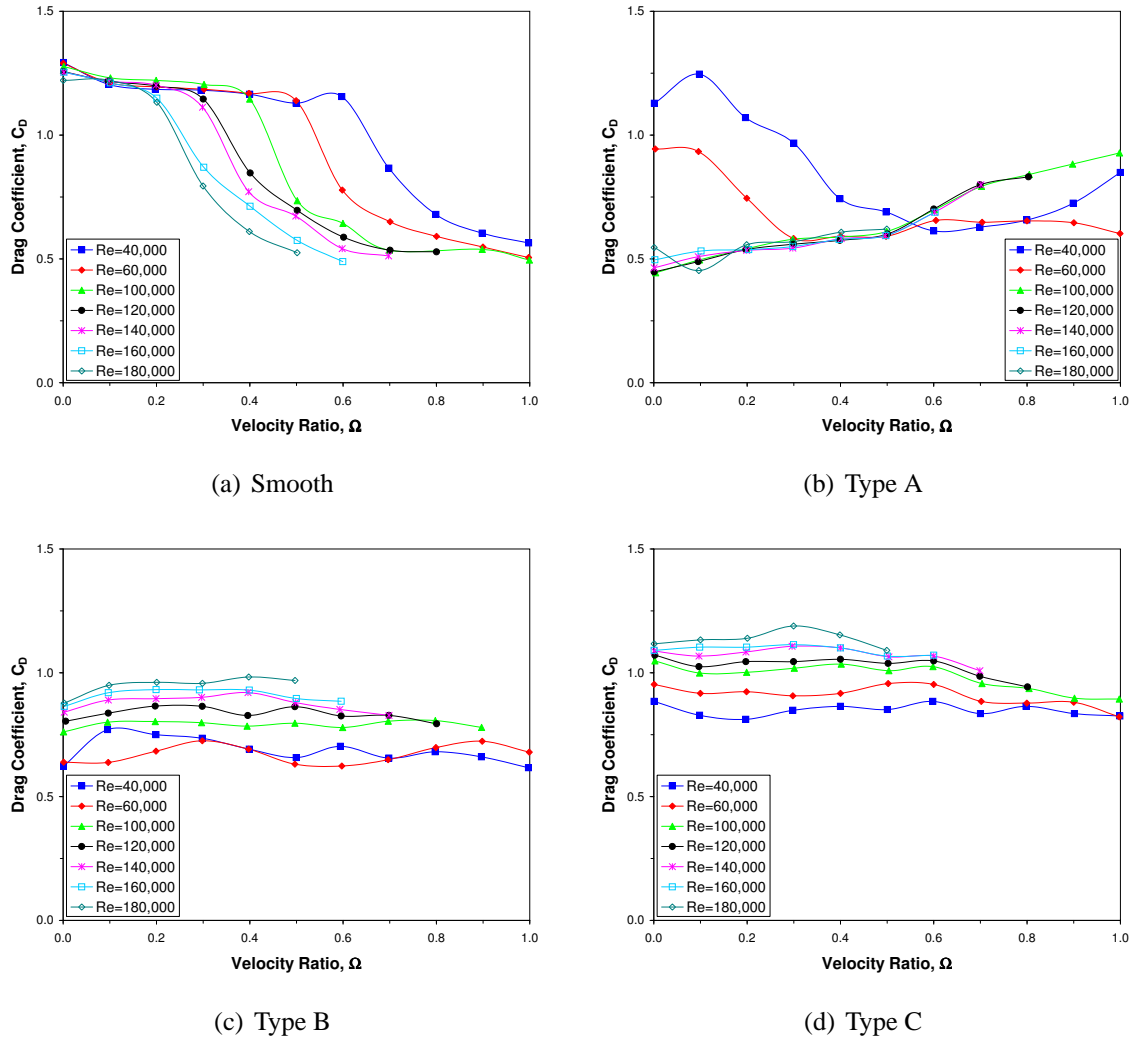 1.5
1.0
0.5
0.0
Drag Coefficient, C_D
0.0 0.2 0.4 0.6 0.8 1.0
Velocity Ratio, Ω
Re=40,000
Re=60,000
Re=100,000
Re=120,000
Re=140,000
Re=160,000
Re=180,000
(a) Smooth
1.5
1.0
0.5
0.0
Drag Coefficient, C_D
0.0 0.2 0.4 0.6 0.8 1.0
Velocity Ratio, Ω
Re=40,000
Re=60,000
Re=100,000
Re=120,000
Re=140,000
Re=160,000
Re=180,000
(b) Type A
1.5
1.0
0.5
0.0
Drag Coefficient, C_D
0.0 0.2 0.4 0.6 0.8 1.0
Velocity Ratio, Ω
Re=40,000
Re=60,000
Re=100,000
Re=120,000
Re=140,000
Re=160,000
Re=180,000
(c) Type B
1.5
1.0
0.5
0.0
Drag Coefficient, C_D
0.0 0.2 0.4 0.6 0.8 1.0
Velocity Ratio, Ω
Re=40,000
Re=60,000
Re=100,000
Re=120,000
Re=140,000
Re=160,000
Re=180,000
(d) Type C